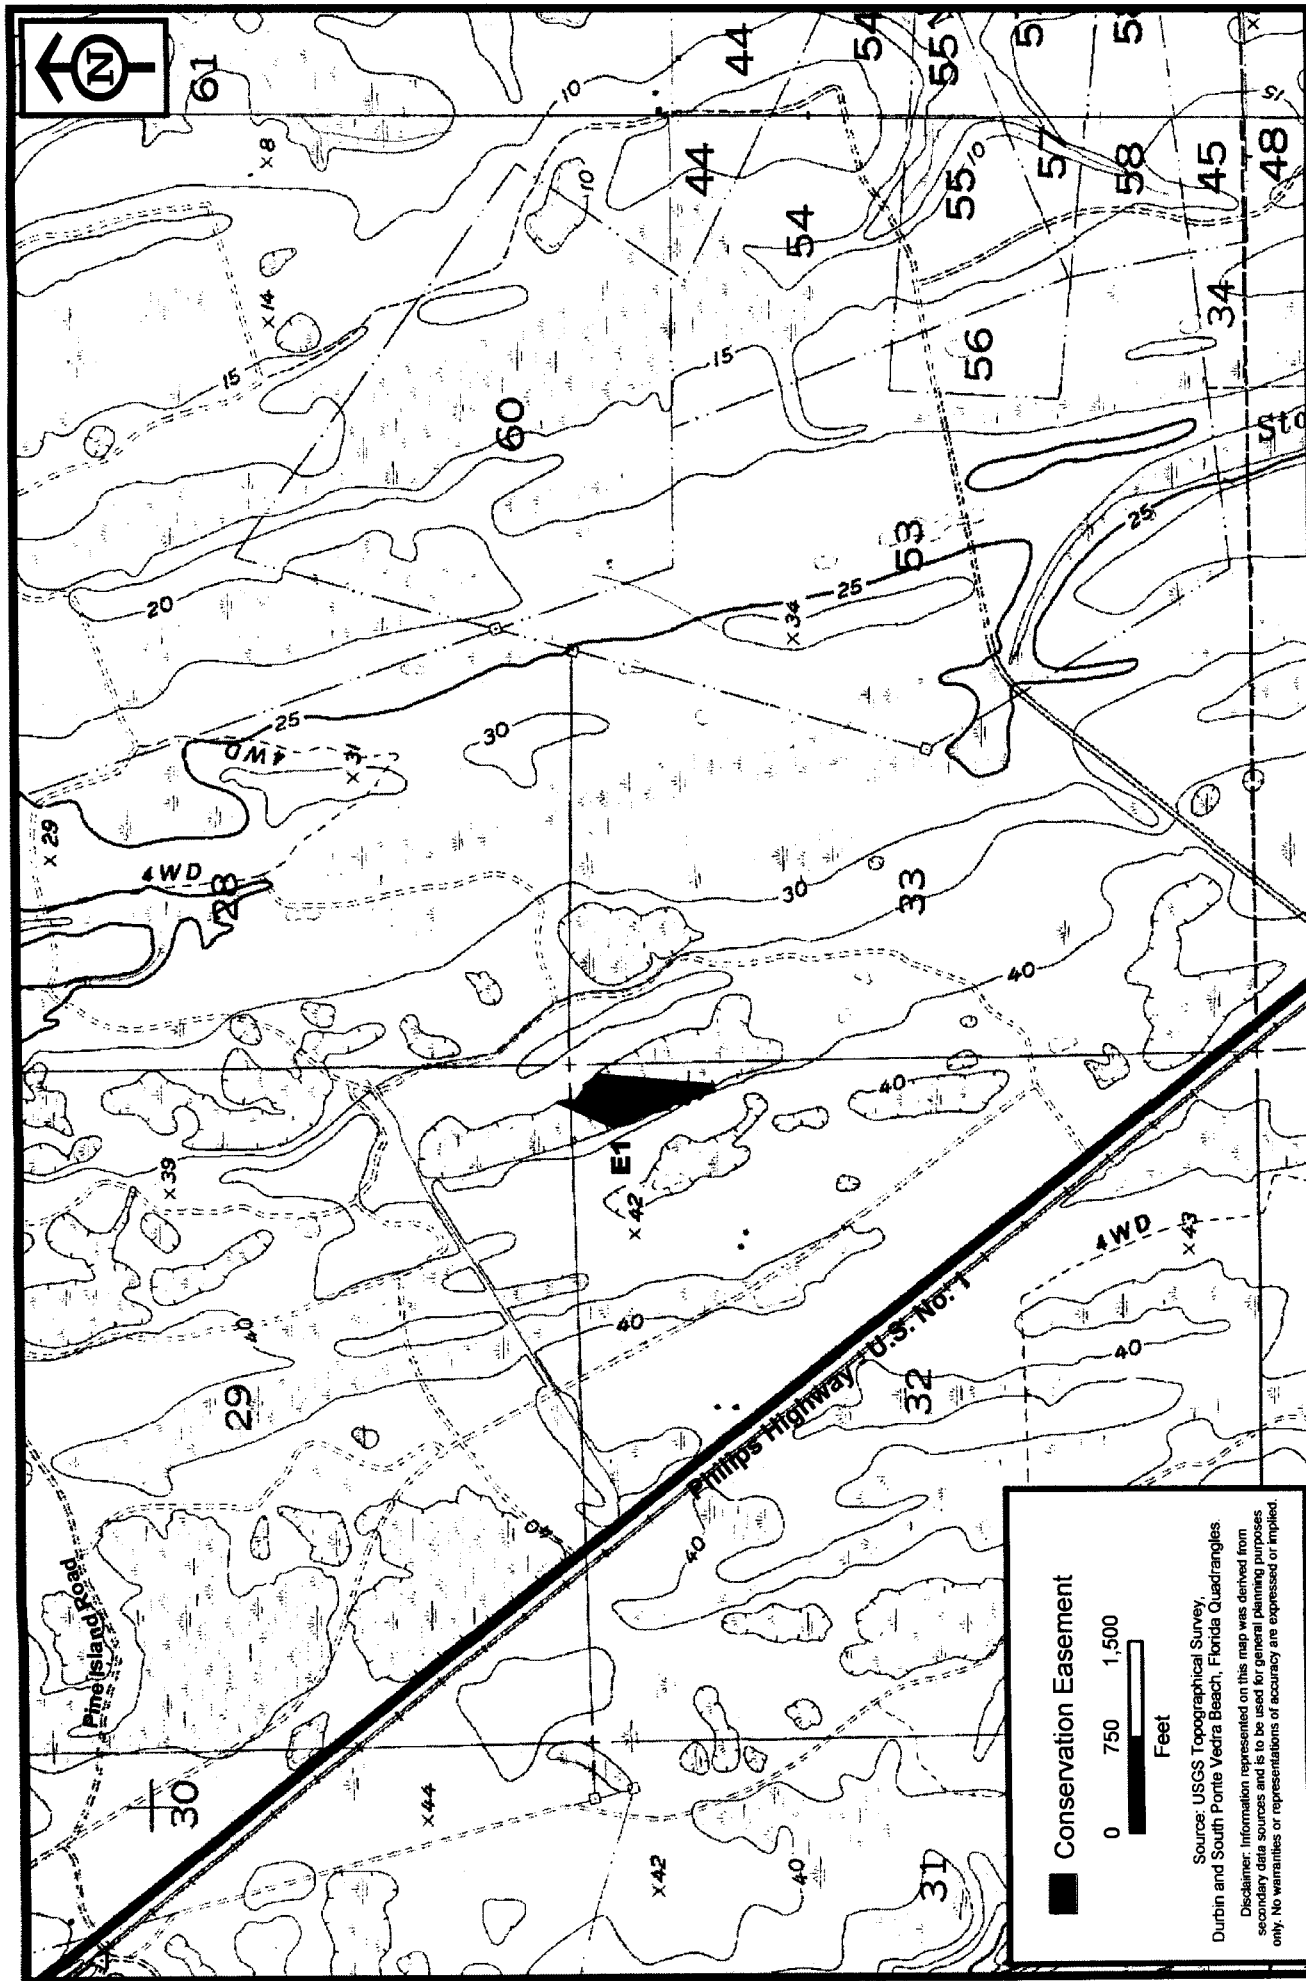 N
x 29
Pine Island Road
20
4WD
x 39
30
61
29
28
15
40
4WD
x 14
x 8
25
x 31
x 44
30
60
40
10
10
E1
x 42
40
x 42
40
44
15
44
Philips Highway - U.S. No. 1
40
30
x 34
54
25
54
40
31
32
33
53
55
10
56
40
57
4WD
40
58
25
x 43
34
45
48
15
Conservation Easement
0 750 1,500
Feet
Source: USGS Topographical Survey,
Durbin and South Ponte Vedra Beach, Florida Quadrangles.
Disclaimer: Information represented on this map was derived from
secondary data sources and is to be used for general planning purposes
only. No warranties or representations of accuracy are expressed or implied.